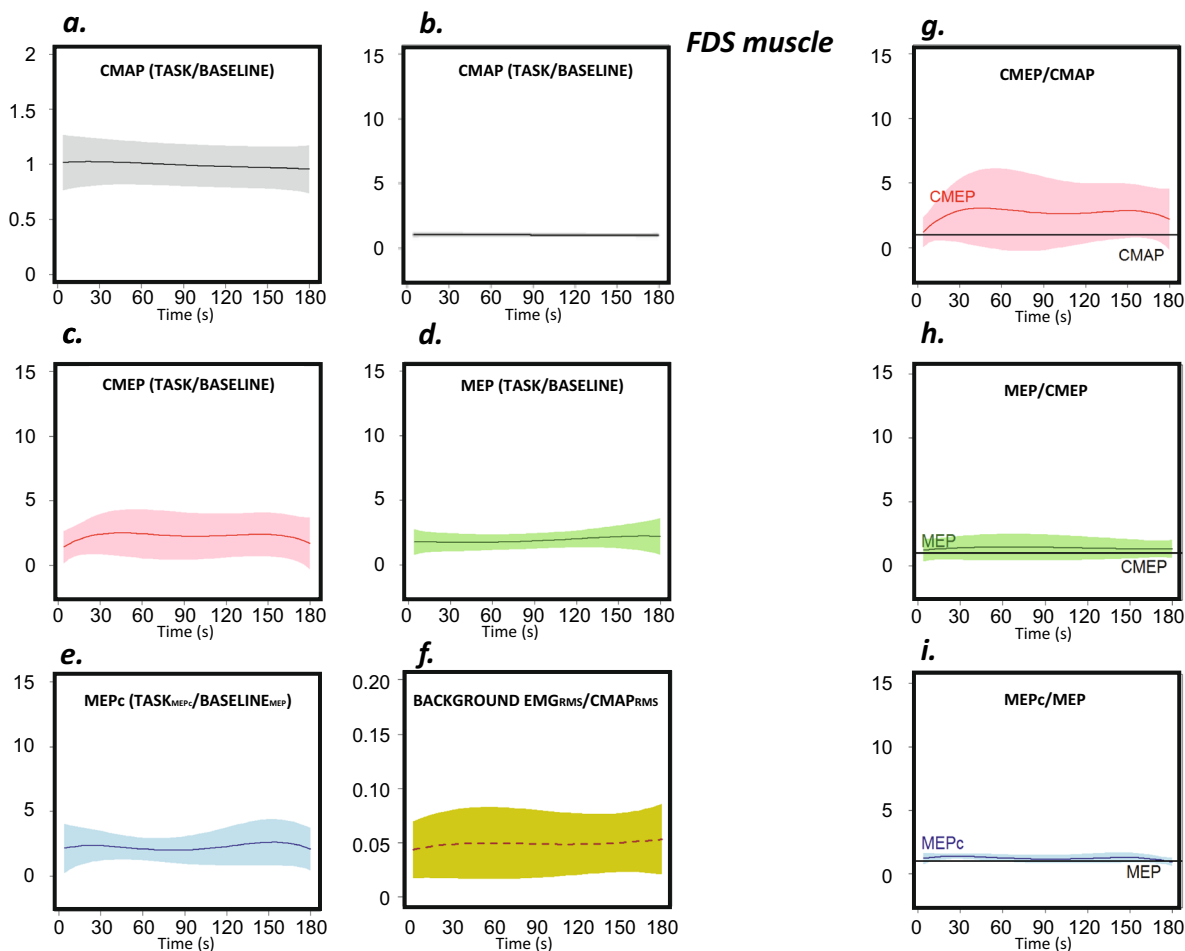 a.
CMAP (TASK/BASELINE)
2
1.5
1
0.5
0
0 30 60 90 120 150 180
Time (s)
b.
CMAP (TASK/BASELINE)
15
10
5
0
0 30 60 90 120 150 180
Time (s)
FDS muscle
g.
CMEP/CMAP
15
10
5
0
CMEP
CMAP
0 30 60 90 120 150 180
Time (s)
c.
CMEP (TASK/BASELINE)
15
10
5
0
0 30 60 90 120 150 180
Time (s)
d.
MEP (TASK/BASELINE)
15
10
5
0
0 30 60 90 120 150 180
Time (s)
h.
MEP/CMEP
15
10
5
0
MEP
CMEP
0 30 60 90 120 150 180
Time (s)
e.
MEPc (TASKMEPc/BASELINEMEP)
15
10
5
0
0 30 60 90 120 150 180
Time (s)
f.
BACKGROUND EMGRMS/CMAPRMS
0.20
0.15
0.10
0.05
0
0 30 60 90 120 150 180
Time (s)
i.
MEPc/MEP
15
10
5
0
MEPc
MEP
0 30 60 90 120 150 180
Time (s)